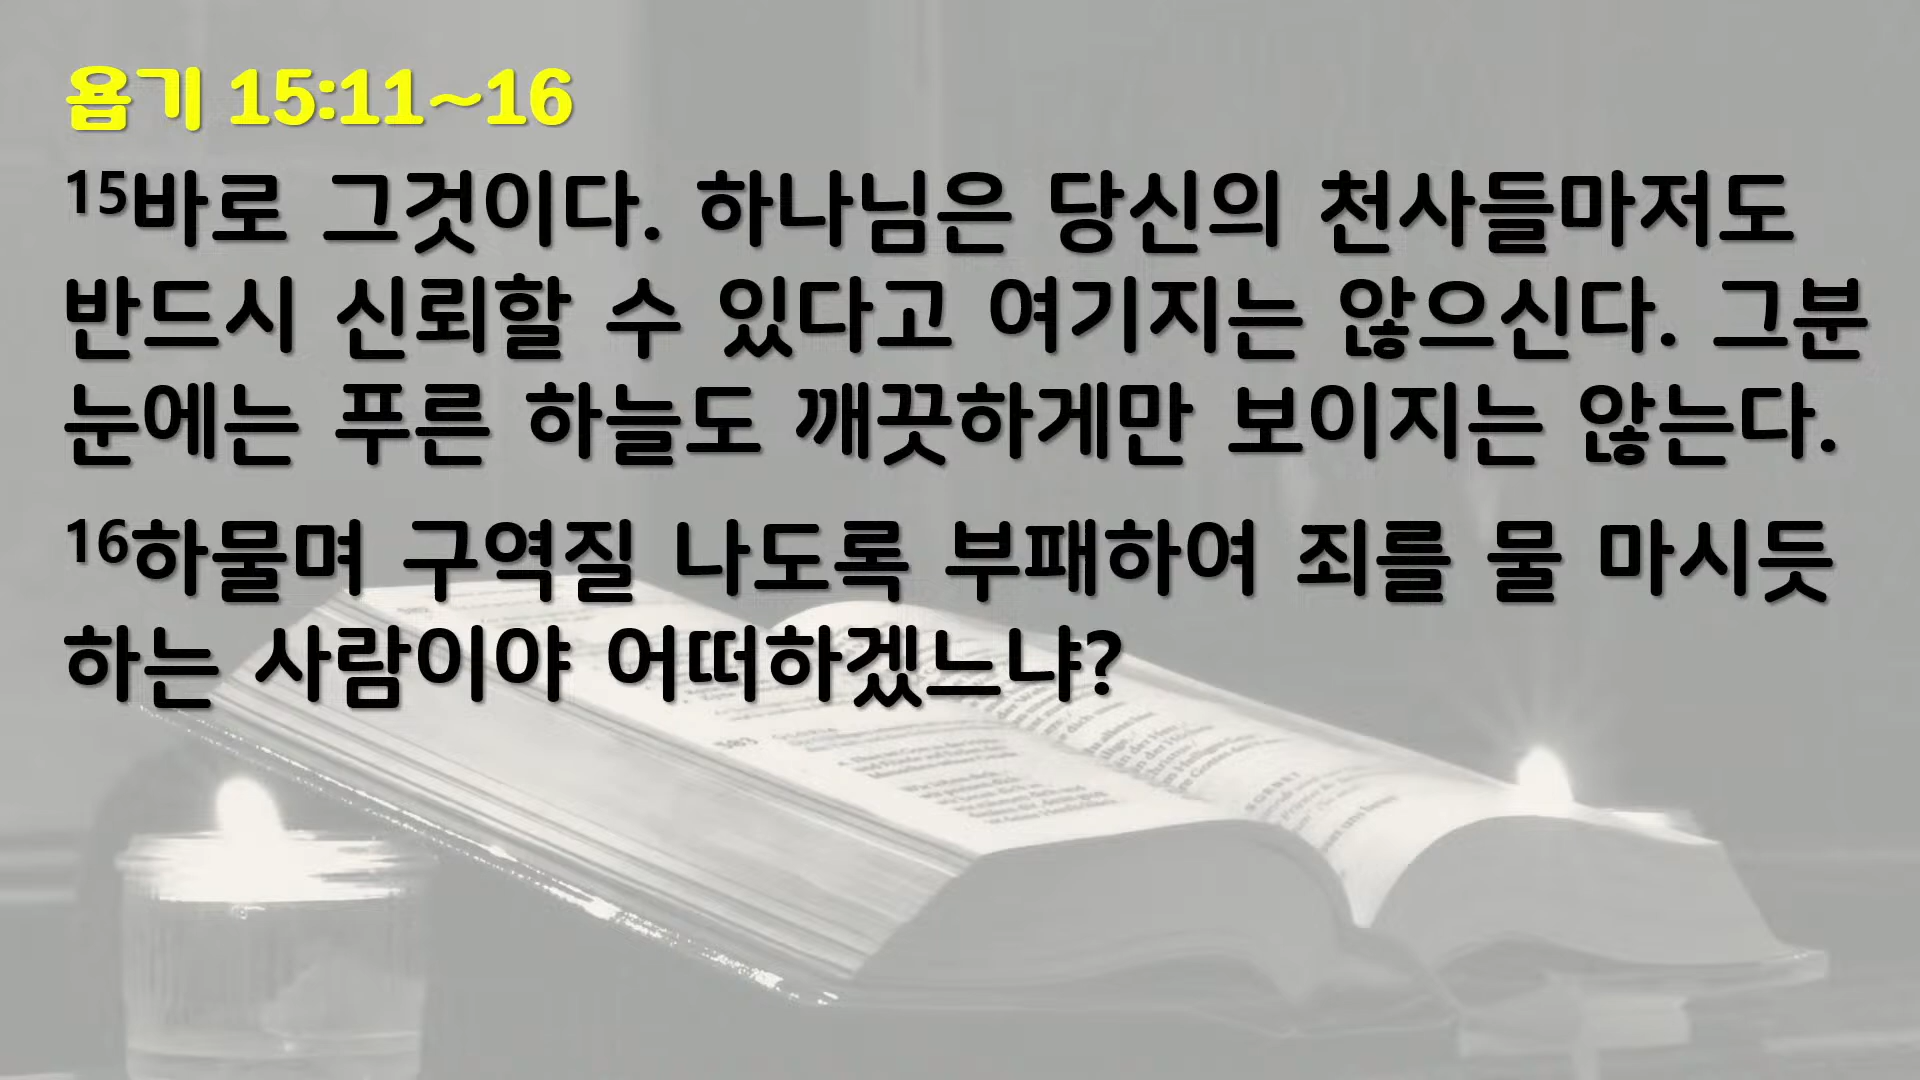 욥기 15:11~16
15바로 그것이다. 하나님은 당신의 천사들마저도
반드시 신뢰할 수 있다고 여기지는 않으신다. 그분
눈에는 푸른 하늘도 깨끗하게만 보이지는 않는다.
16하물며 구역질 나도록 부패하여 죄를 물 마시듯
하는 사람이야 어떠하겠느냐?